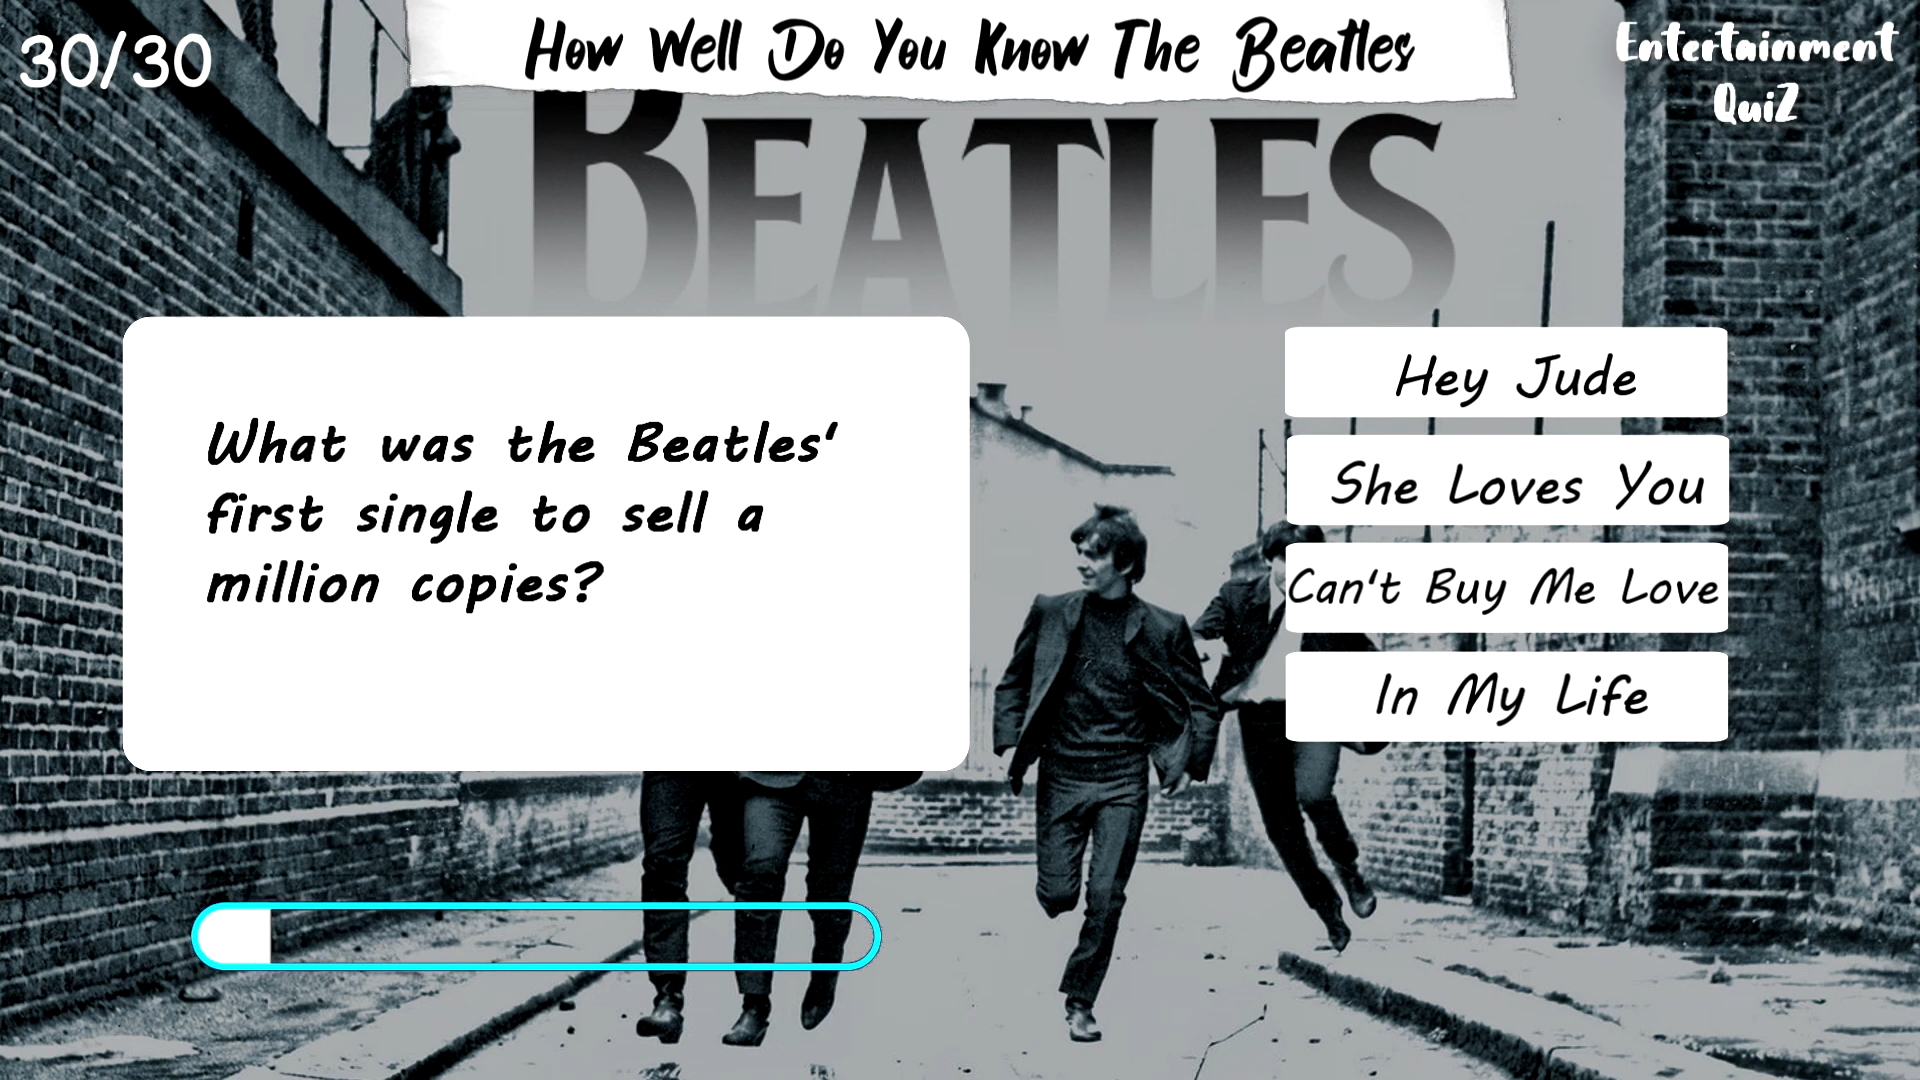 30/30
How Well Do You Know The Beatles
Entertainment
QuiZ
BEATLES
What was the Beatles'
first single to sell a
million copies?
Hey Jude
She Loves You
Can't Buy Me Love
In My Life